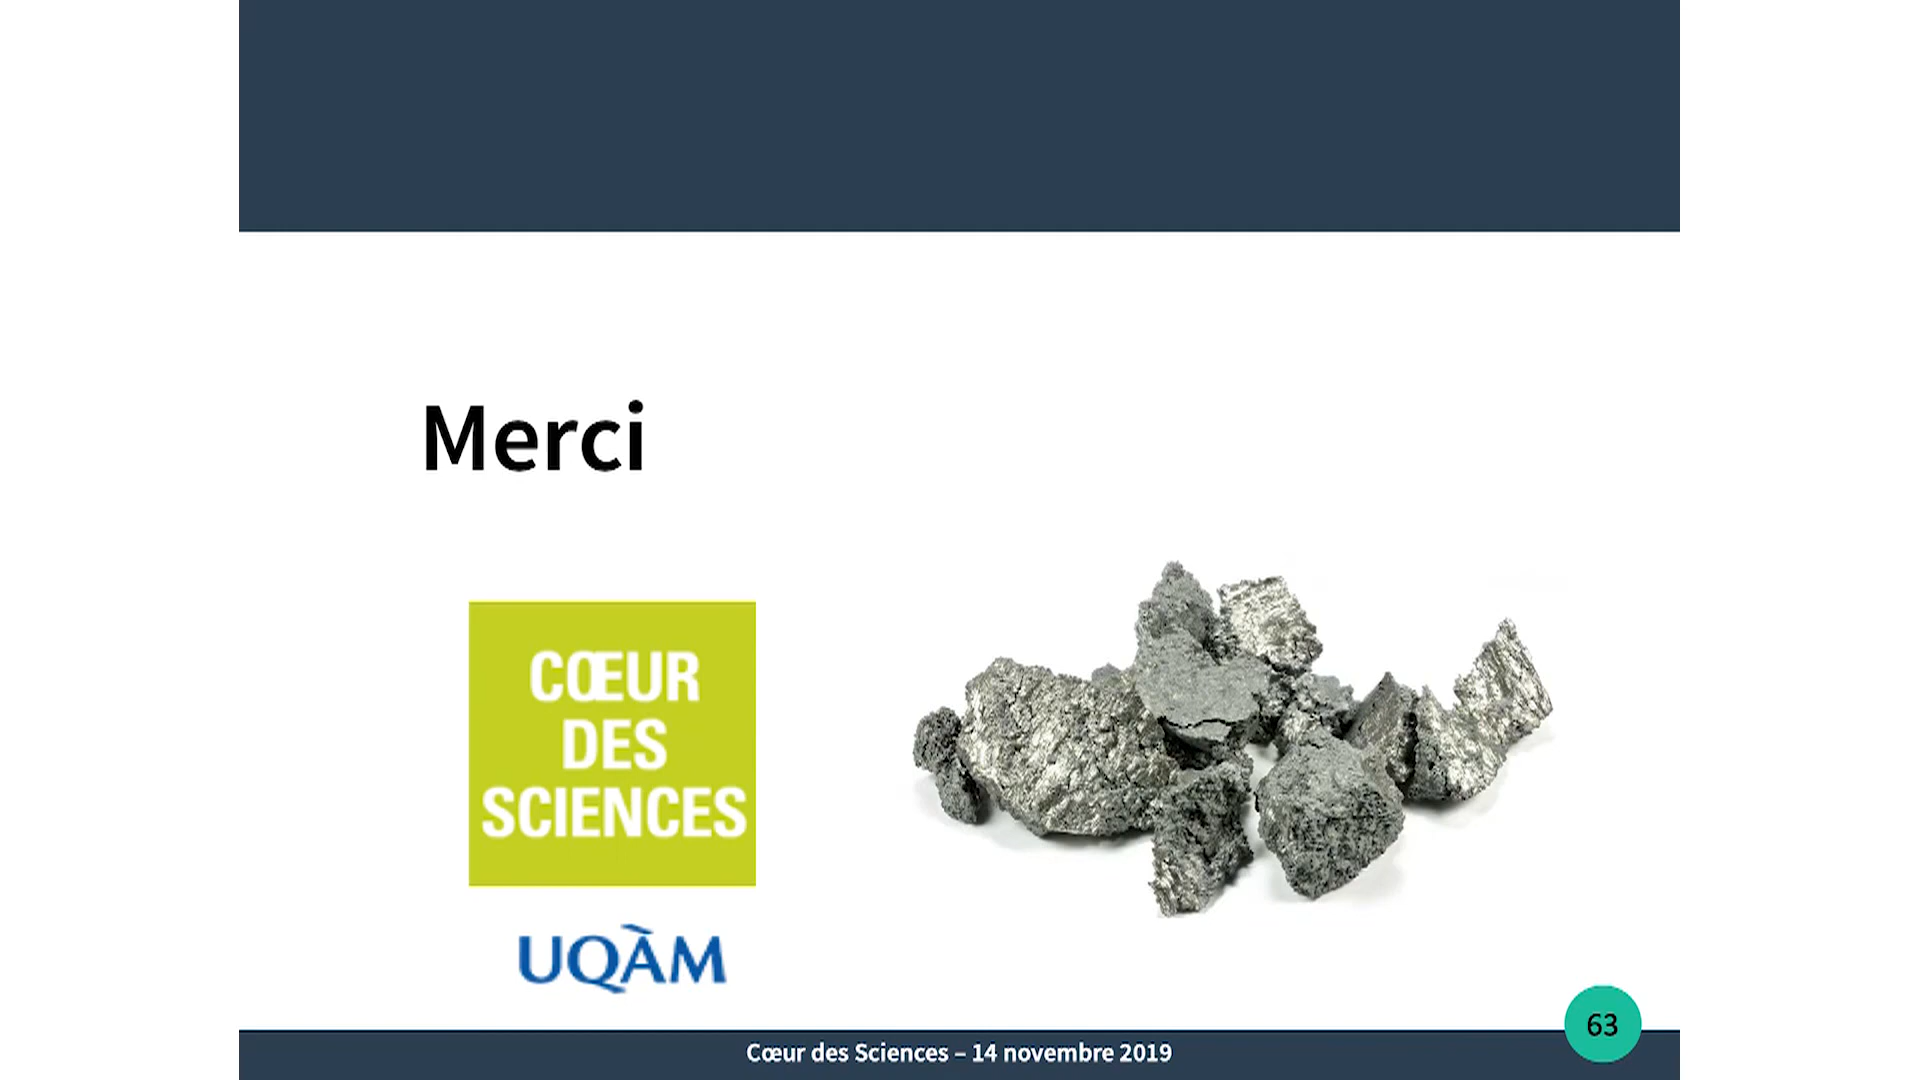 Merci
CŒUR
DES
SCIENCES
UQÀM
63
Cœur des Sciences – 14 novembre 2019